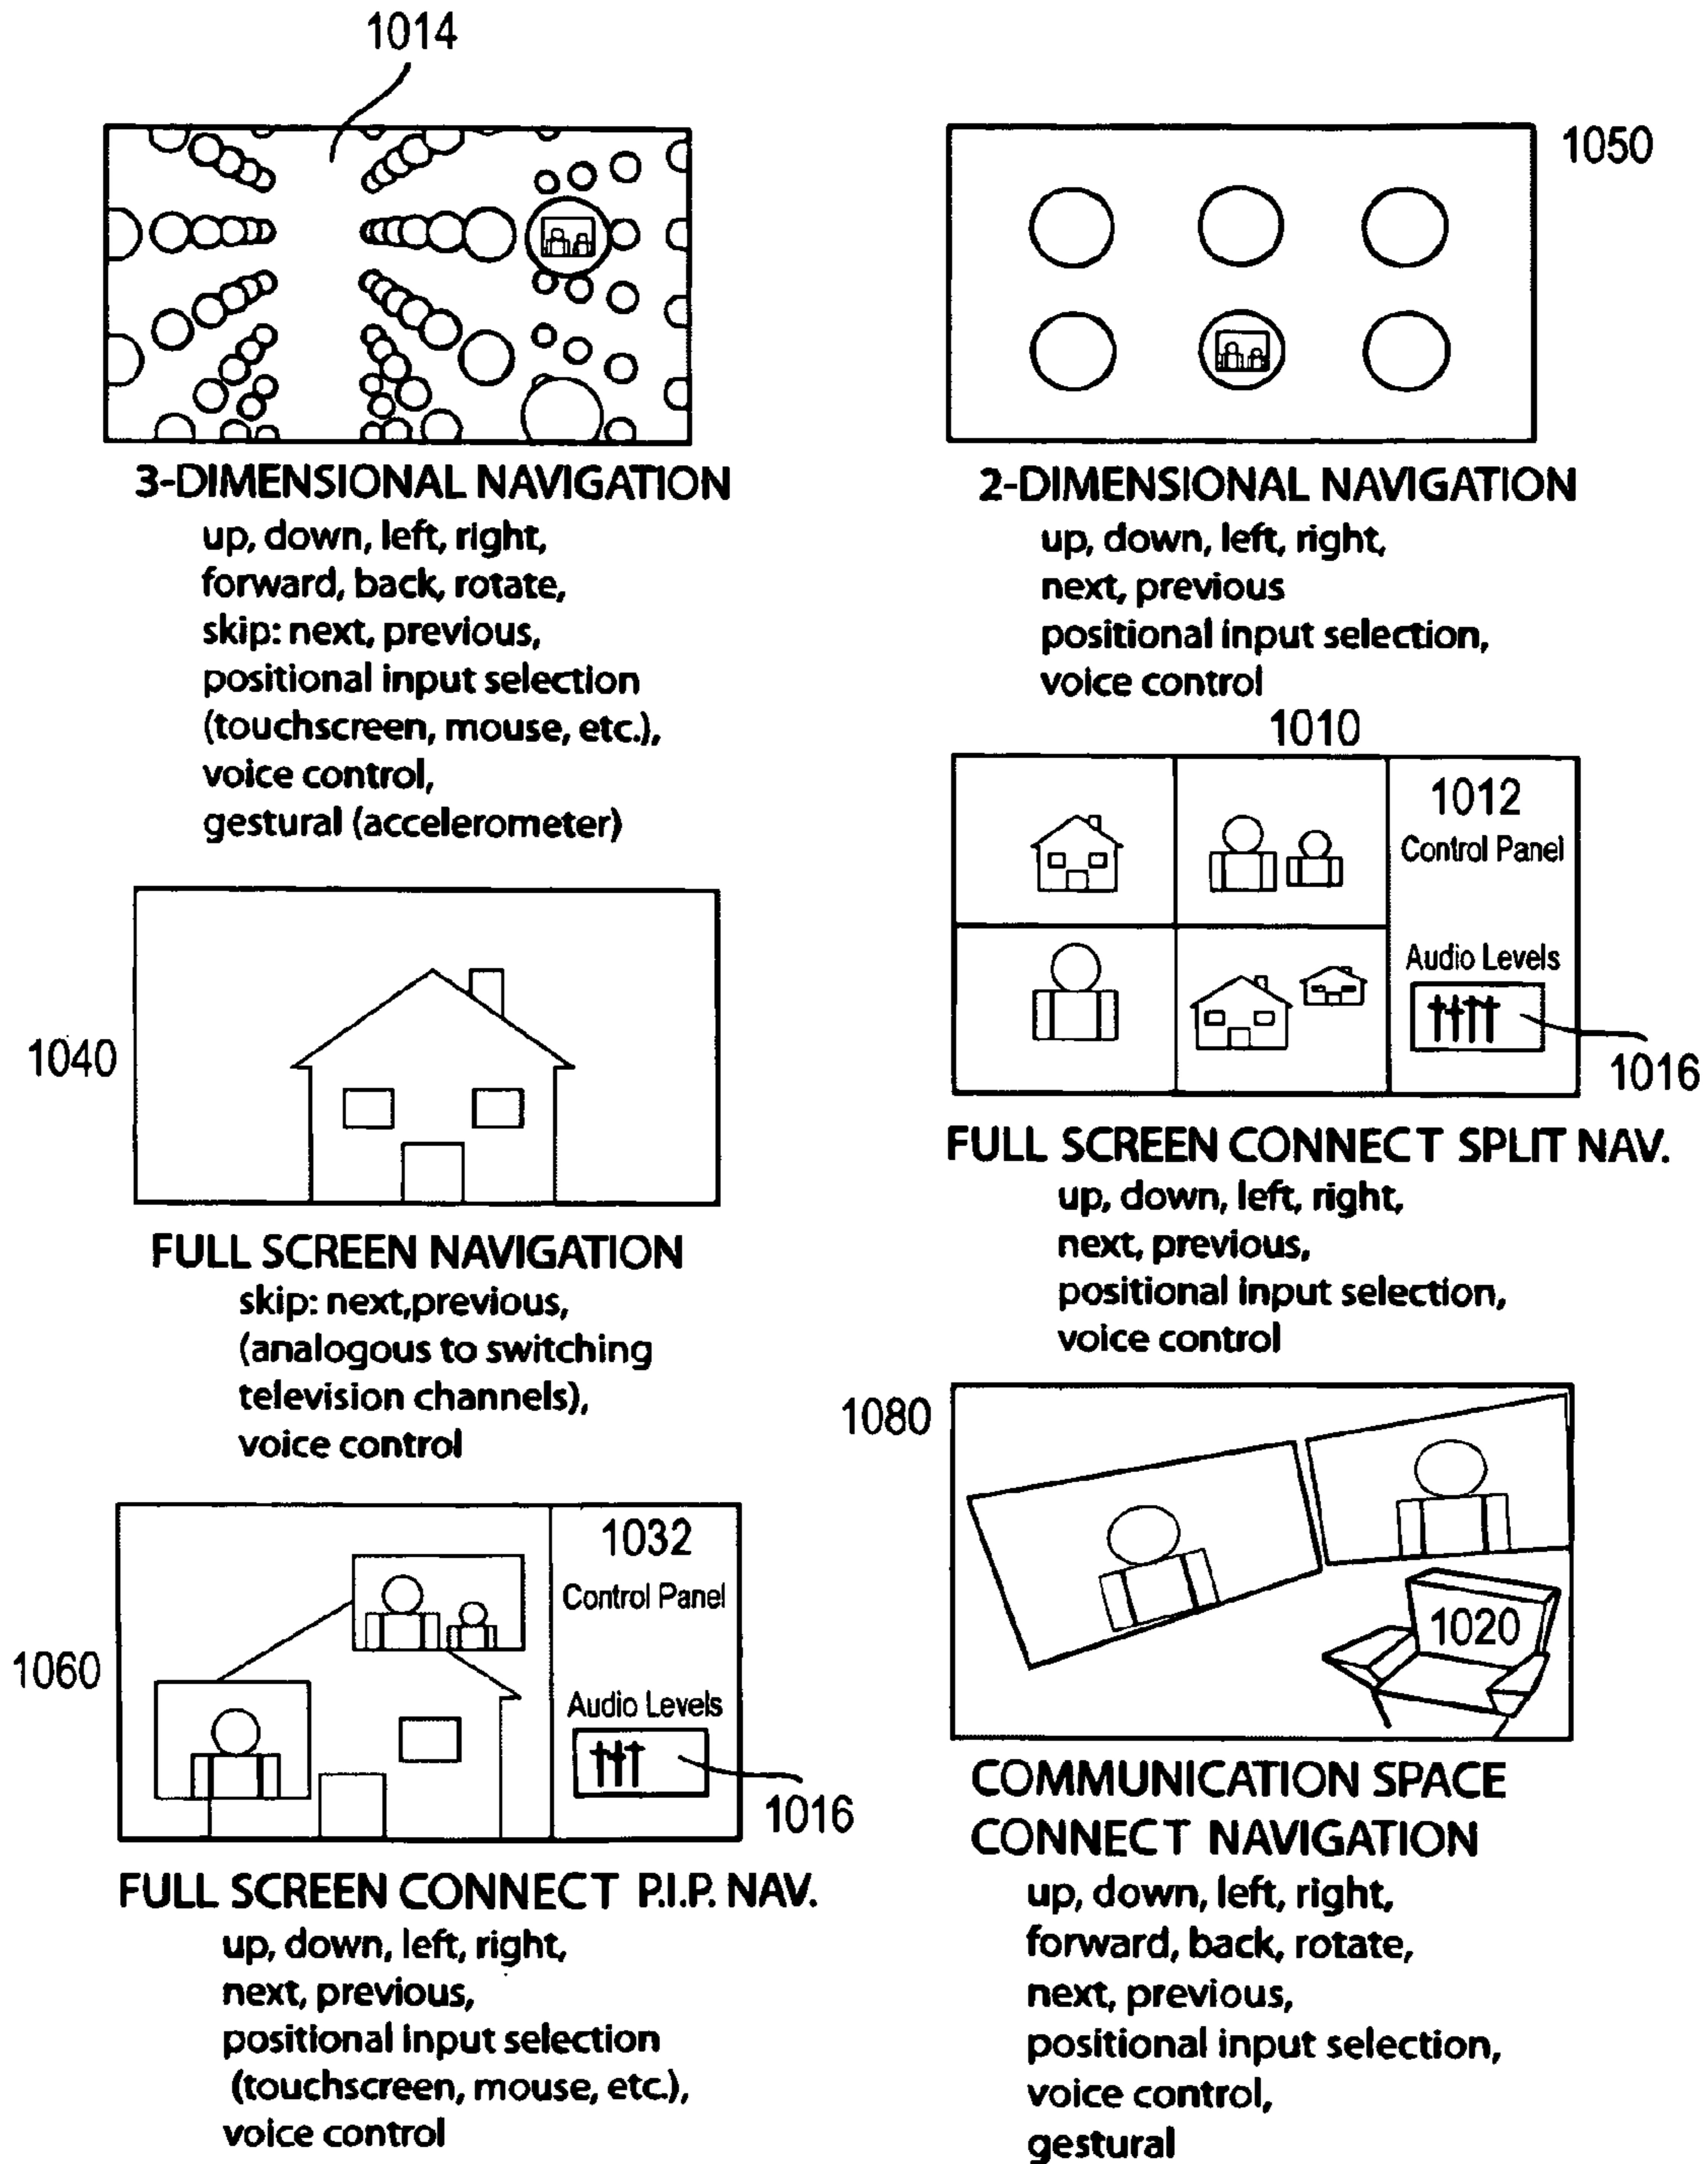 1014
3-DIMENSIONAL NAVIGATION
up, down, left, right,
forward, back, rotate,
skip: next, previous,
positional input selection
(touchscreen, mouse, etc.),
voice control,
gestural (accelerometer)
1050
2-DIMENSIONAL NAVIGATION
up, down, left, right,
next, previous
positional input selection,
voice control
1040
FULL SCREEN NAVIGATION
skip: next,previous,
(analogous to switching
television channels),
voice control
1010
1012
Control Panel
Audio Levels
1016
FULL SCREEN CONNECT SPLIT NAV.
up, down, left, right,
next, previous,
positional input selection,
voice control
1060
1032
Control Panel
Audio Levels
1016
FULL SCREEN CONNECT P.I.P. NAV.
up, down, left, right,
next, previous,
positional input selection
(touchscreen, mouse, etc.),
voice control
1080
1020
COMMUNICATION SPACE
CONNECT NAVIGATION
up, down, left, right,
forward, back, rotate,
next, previous,
positional input selection,
voice control,
gestural